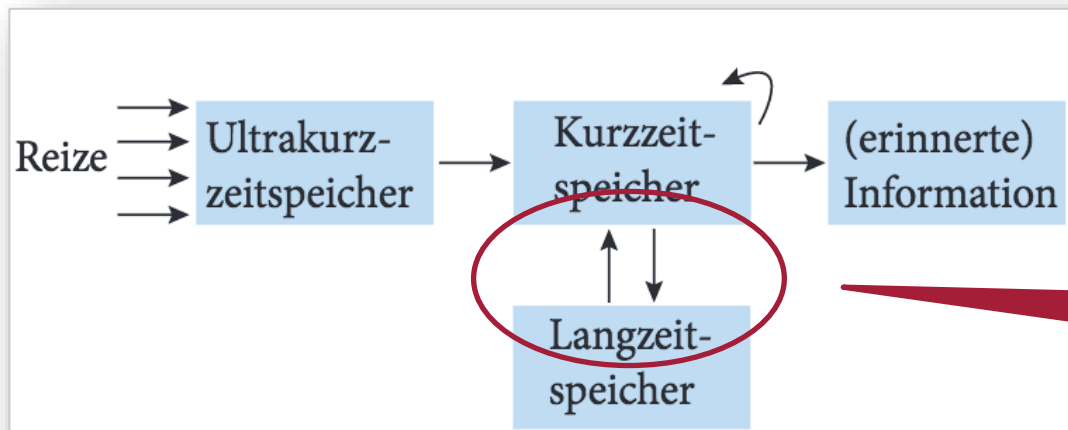 Reize
Ultrakurz-
zeitspeicher
Kurzzeit-
speicher
(erinnerte)
Information
Langzeit-
speicher